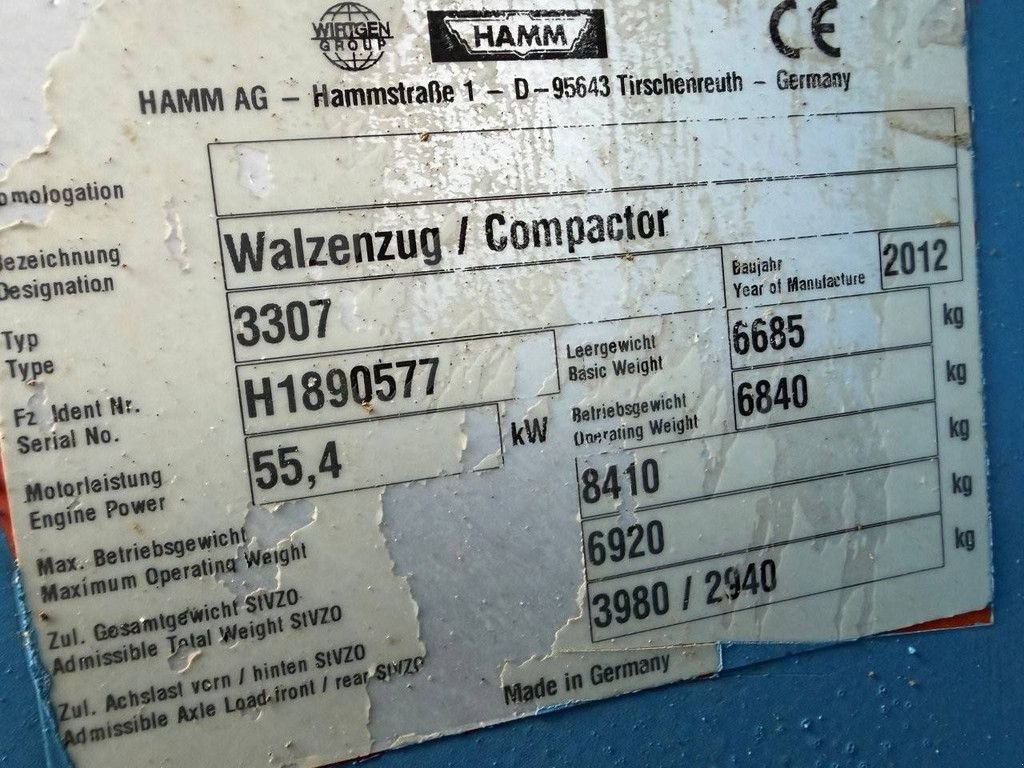 WIRTGEN GROUP
HAMM
CE
HAMM AG – Hammstraße 1 – D–95643 Tirschenreuth – Germany
omologation
Bezeichnung
Designation
Walzenzug / Compactor
Typ
Type
3307
Baujahr
Year of Manufacture
2012
Fz Ident Nr.
Serial No.
H1890577
Leergewicht
Basic Weight
6685 kg
Motorleistung
Engine Power
55,4 kW
Betriebsgewicht
Operating Weight
6840 kg
Max. Betriebsgewicht
Maximum Operating Weight
8410 kg
Zul. Gesamtgewicht StVZO
Admissible Total Weight StVZO
6920 kg
Zul. Achslast vorn / hinten StVZO
Admissible Axle Load front / rear StVZO
3980 / 2940 kg
Made in Germany